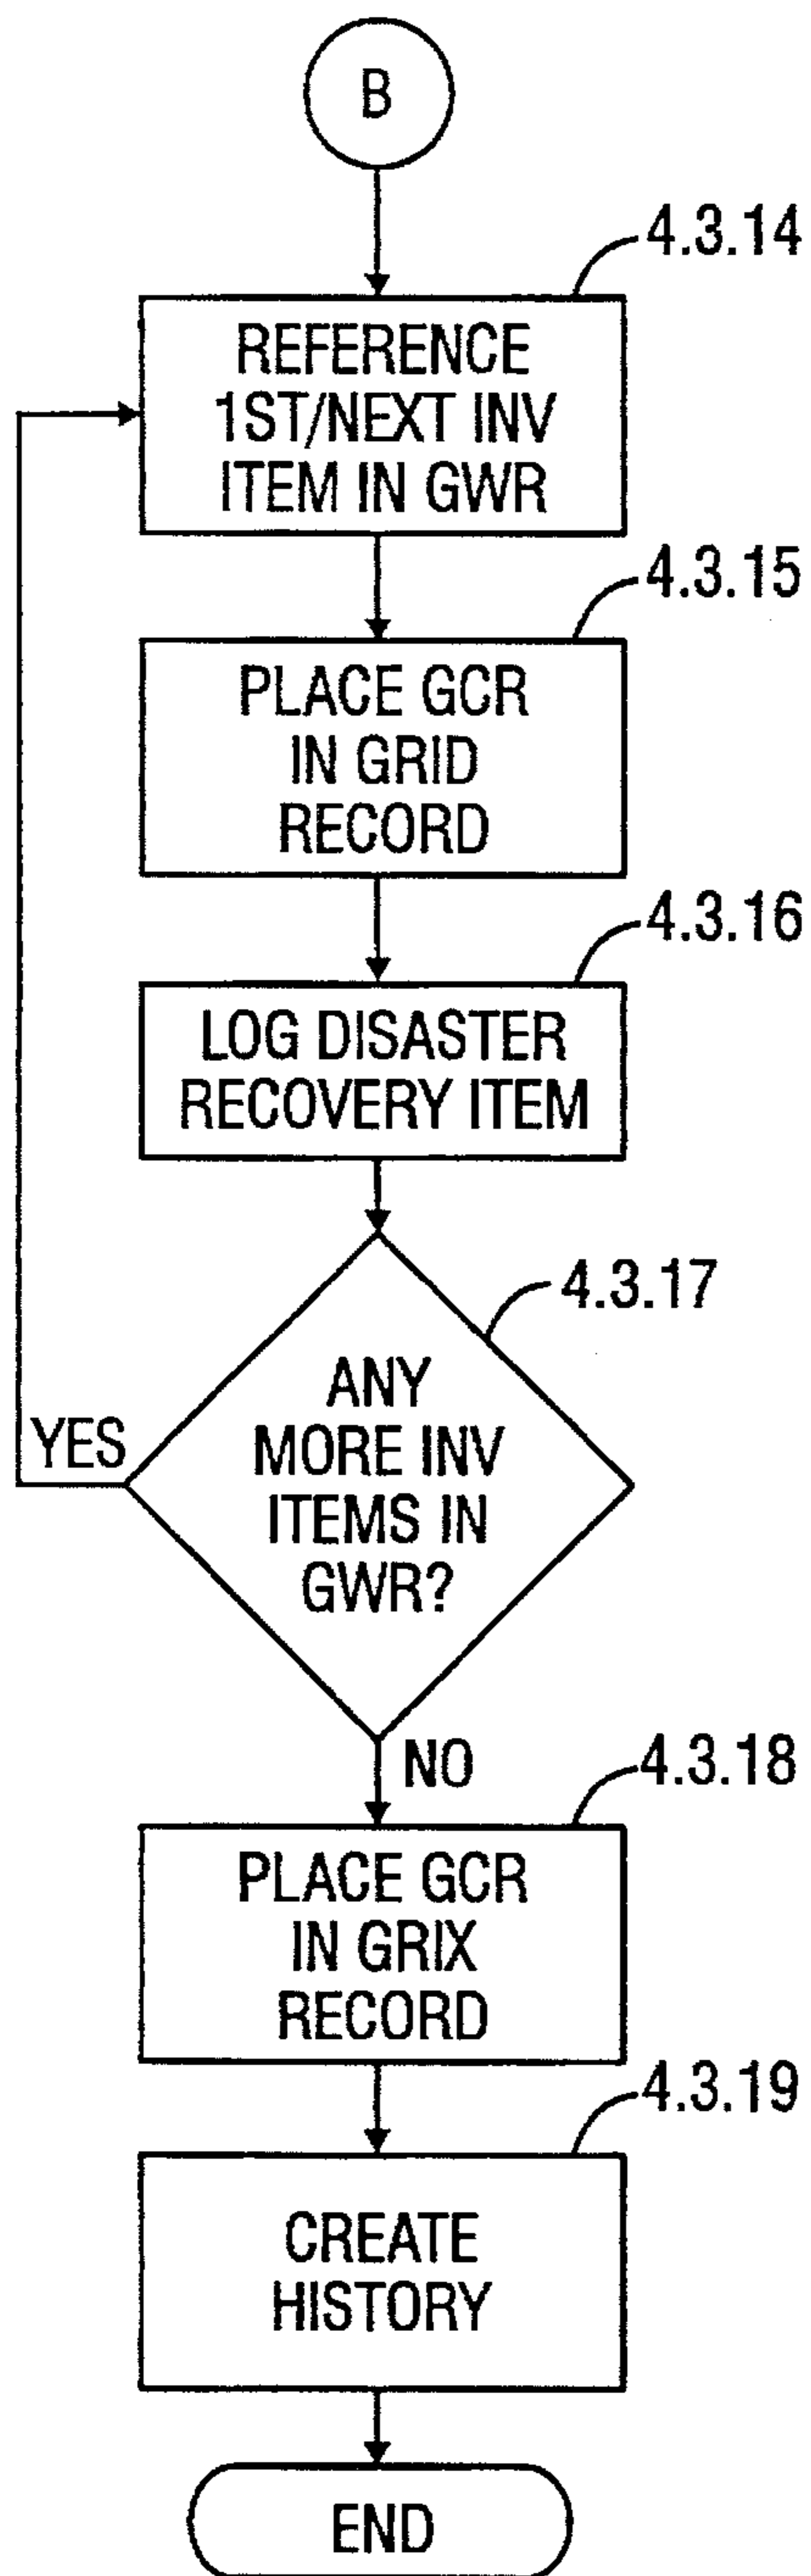 B
4.3.14
REFERENCE
1ST/NEXT INV
ITEM IN GWR
4.3.15
PLACE GCR
IN GRID
RECORD
4.3.16
LOG DISASTER
RECOVERY ITEM
4.3.17
ANY
MORE INV
ITEMS IN
GWR?
YES
NO
4.3.18
PLACE GCR
IN GRIX
RECORD
4.3.19
CREATE
HISTORY
END